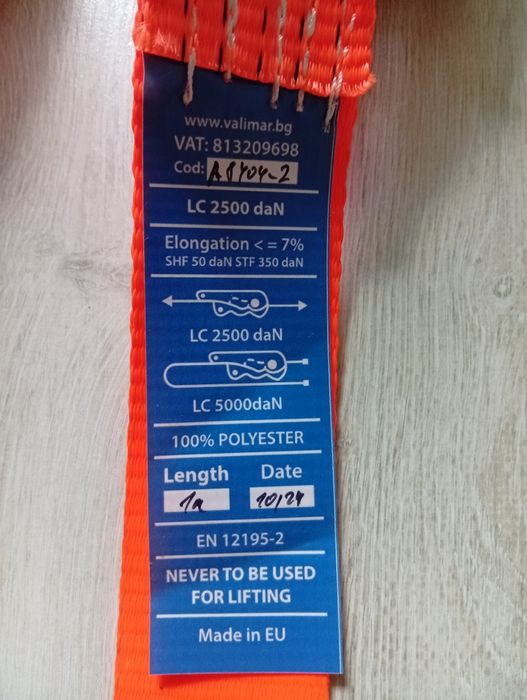 www.valimar.bg
VAT: 813209698
Cod: A8404-2
LC 2500 daN
Elongation < = 7%
SHF 50 daN STF 350 daN
LC 2500 daN
LC 5000daN
100% POLYESTER
Length Date
10/24
EN 12195-2
NEVER TO BE USED
FOR LIFTING
Made in EU